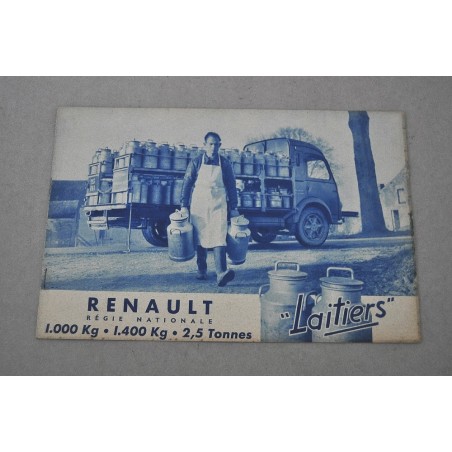 RENAULT
RÉGIE NATIONALE
1.000 Kg • 1.400 Kg • 2,5 Tonnes
"Laitiers"